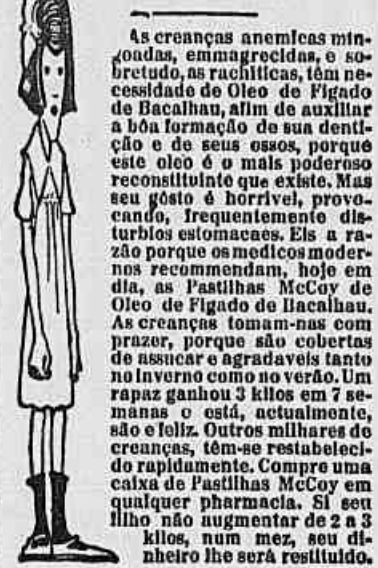 As creanças anemicas min-
goadas, emmagrecidas, e so-
bretudo, as rachiticas, têm ne-
cessidade de Oleo de Figado
de Bacalhau, afim de auxiliar
a bôa formação de sua denti-
ção e de seus ossos, porque
este oleo é o mais poderoso
reconstituinte que existe. Mas
seu gôsto é horrivel, provo-
cando, frequentemente dis-
turbios estomacaes. Eis a ra-
zão porque os medicos moder-
nos recommendam, hoje em
dia, as Pastilhas McCoy de
Oleo de Figado de Bacalhau.
As creanças tomam-nas com
prazer, porque são cobertas
de assucar e agradaveis tanto
no inverno como no verão. Um
rapaz ganhou 3 kilos em 7 se-
manas e está, actualmente,
são e feliz. Outros milhares de
creanças, têm-se restabeleci-
do rapidamente. Compre uma
caixa de Pastilhas McCoy em
qualquer pharmacia. Si seu
filho não augmentar de 2 a 3
kilos, num mez, seu di-
nheiro lhe será restituido.